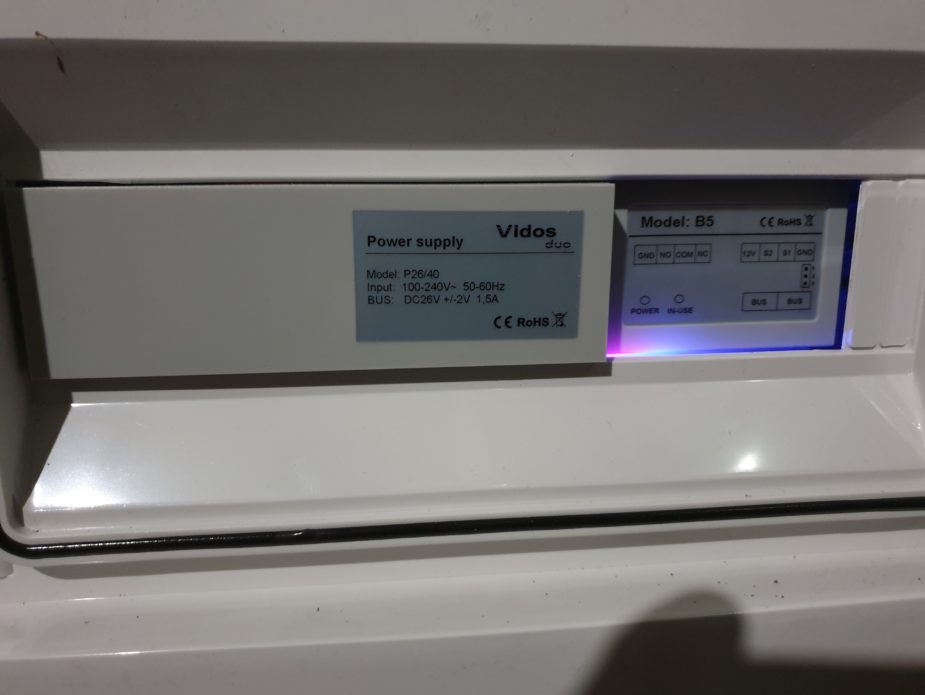 Vidos
duo
Power supply
Model: P26/40
Input: 100-240V~ 50-60Hz
BUS: DC26V +/-2V 1,5A
CE RoHS
Model: B5
CE RoHS
GND NO COM NC
12V S2 S1 GND
POWER IN-USE
BUS BUS